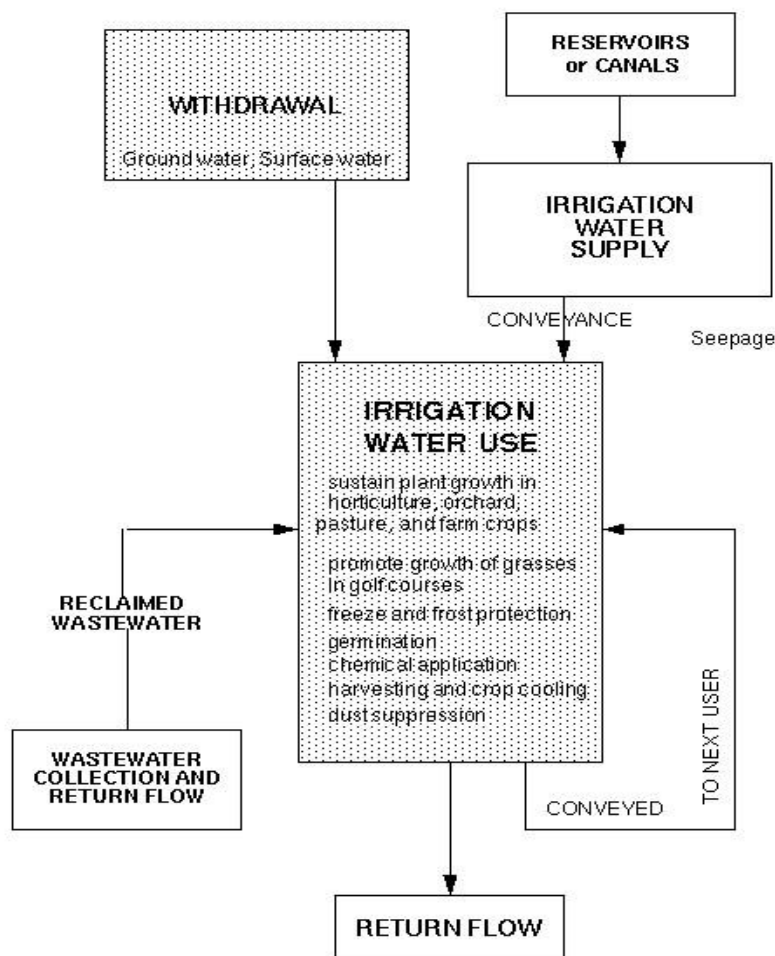 WITHDRAWAL
Ground water, Surface water
RESERVOIRS
or CANALS
IRRIGATION
WATER
SUPPLY
CONVEYANCE
Seepage
IRRIGATION
WATER USE
sustain plant growth in
horticulture, orchard,
pasture, and farm crops
promote growth of grasses
in golf courses
freeze and frost protection
germination
chemical application
harvesting and crop cooling
dust suppression
RECLAIMED
WASTEWATER
WASTEWATER
COLLECTION AND
RETURN FLOW
TO NEXT USER
CONVEYED
RETURN FLOW